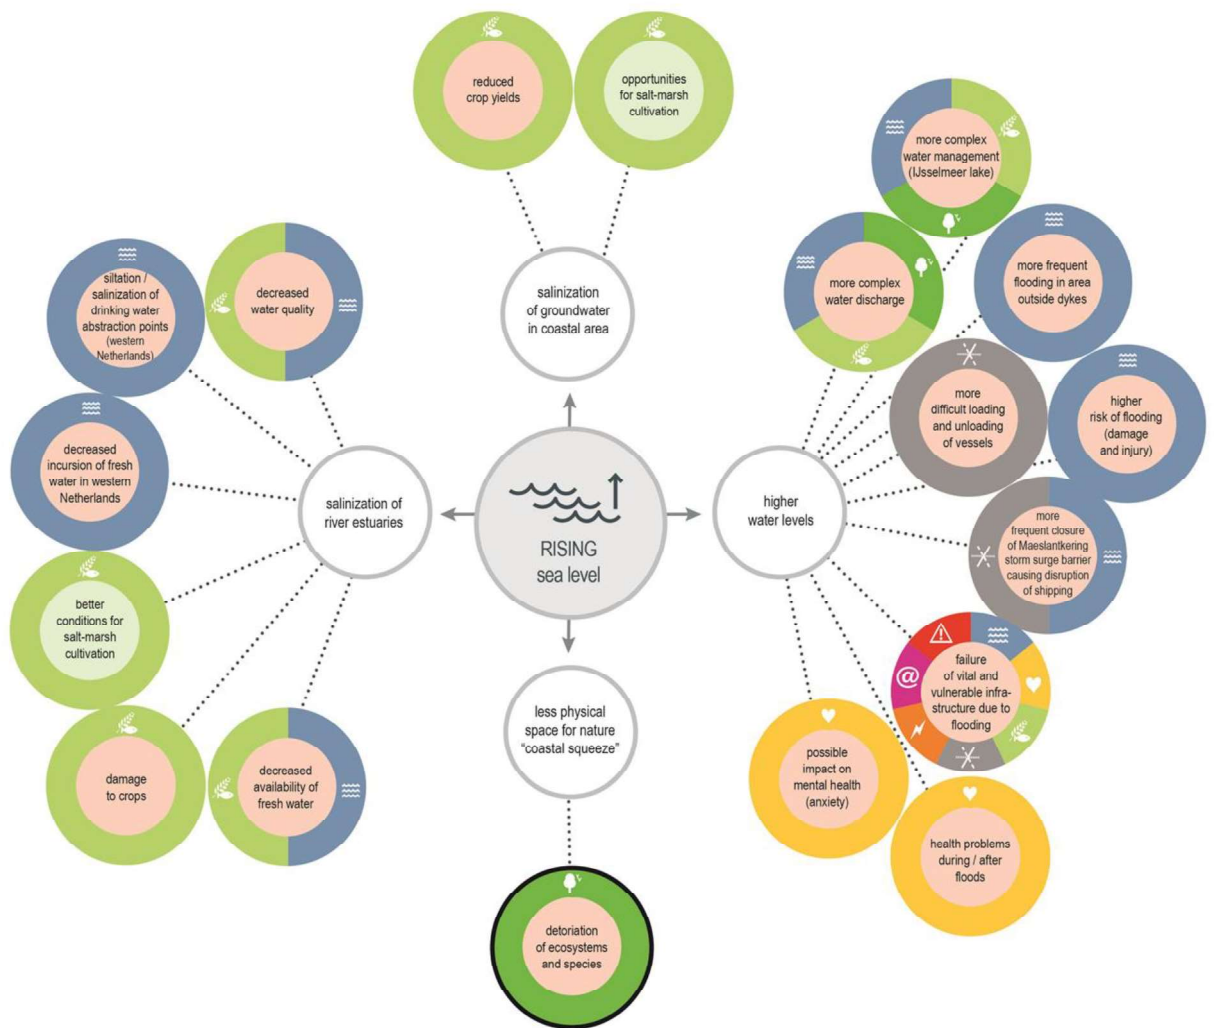 reduced
crop yields
opportunities
for salt-marsh
cultivation
more complex
water management
(IJsselmeer lake)
more complex
water discharge
more frequent
flooding in area
outside dykes
siltation /
salinization of
drinking water
abstraction points
(western
Netherlands)
decreased
water quality
salinization
of groundwater
in coastal area
more
difficult loading
and unloading
of vessels
higher
risk of flooding
(damage
and injury)
decreased
incursion of fresh
water in western
Netherlands
salinization of
river estuaries
RISING
sea level
higher
water levels
more
frequent closure
of Maeslantkering
storm surge barrier
causing disruption
of shipping
better
conditions for
salt-marsh
cultivation
failure
of vital and
vulnerable infra-
structure due to
flooding
@
less physical
space for nature
“coastal squeeze”
damage
to crops
decreased
availability of
fresh water
possible
impact on
mental health
(anxiety)
health problems
during / after
floods
detoriation
of ecosystems
and species